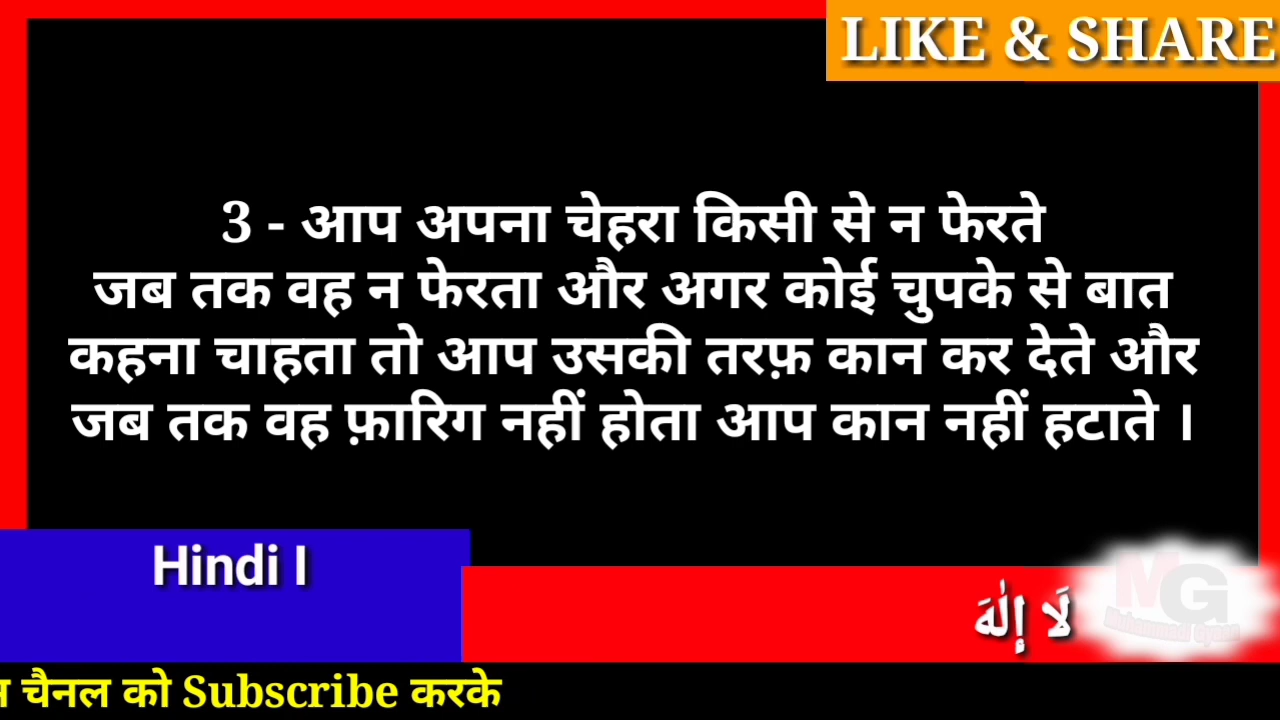 LIKE & SHARE
3 - आप अपना चेहरा किसी से न फेरते
जब तक वह न फेरता और अगर कोई चुपके से बात
कहना चाहता तो आप उसकी तरफ़ कान कर देते और
जब तक वह फ़ारिग नहीं होता आप कान नहीं हटाते ।
Hindi I
لَا إِلٰهَ
MG
चैनल को Subscribe करके